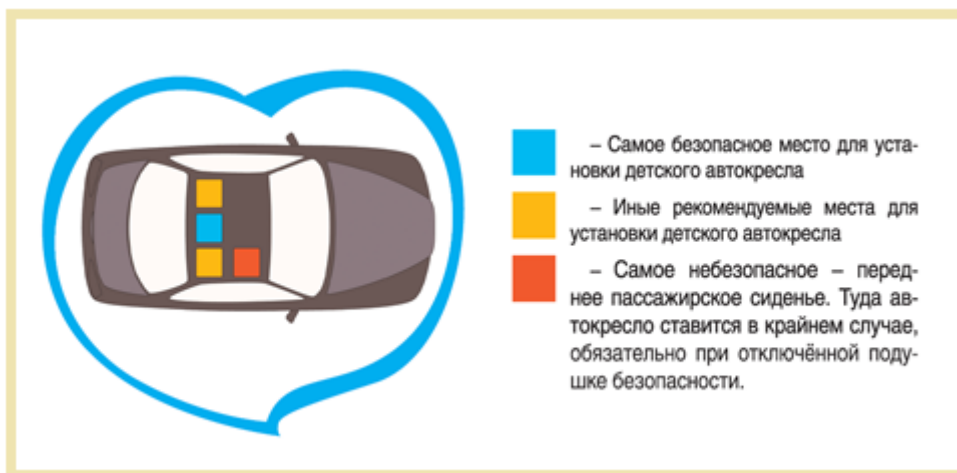 – Самое безопасное место для уста-
новки детского автокресла
– Иные рекомендуемые места для
установки детского автокресла
– Самое небезопасное – перед-
нее пассажирское сиденье. Туда ав-
токресло ставится в крайнем случае,
обязательно при отключённой поду-
шке безопасности.